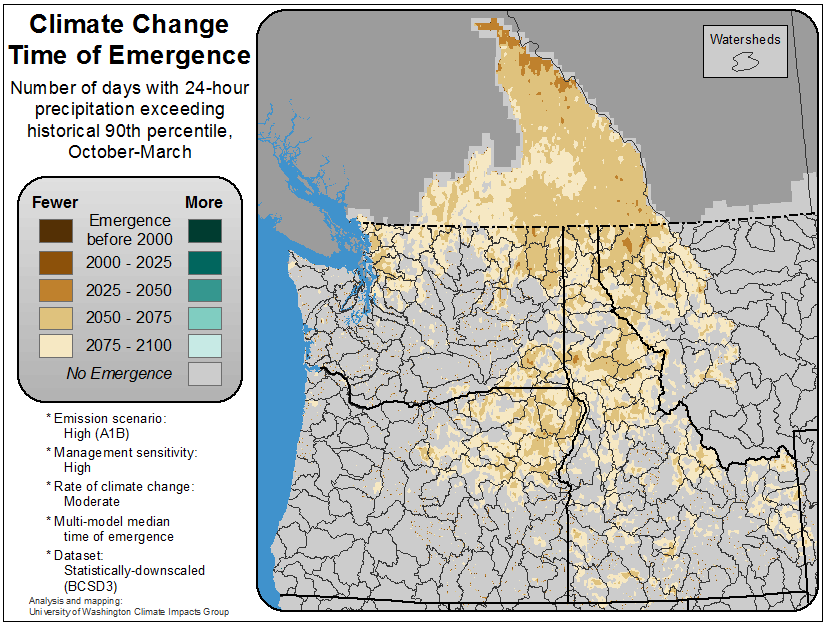 Climate Change
Time of Emergence
Number of days with 24-hour
precipitation exceeding
historical 90th percentile,
October-March
Fewer More
Emergence
before 2000
2000 - 2025
2025 - 2050
2050 - 2075
2075 - 2100
No Emergence
* Emission scenario:
High (A1B)
* Management sensitivity:
High
* Rate of climate change:
Moderate
* Multi-model median
time of emergence
* Dataset:
Statistically-downscaled
(BCSD3)
Analysis and mapping:
University of Washington Climate Impacts Group
Watersheds